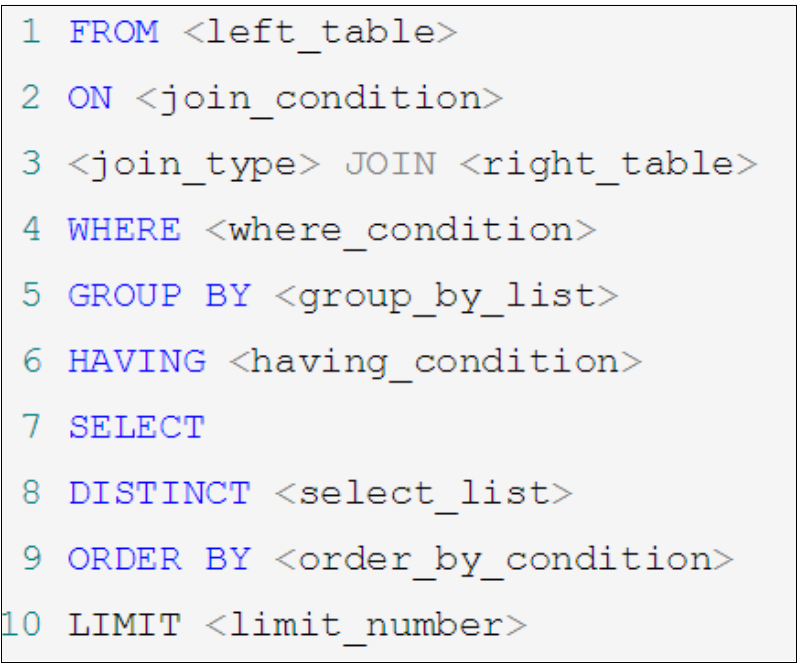 1 FROM <left_table>
2 ON <join_condition>
3 <join_type> JOIN <right_table>
4 WHERE <where_condition>
5 GROUP BY <group_by_list>
6 HAVING <having_condition>
7 SELECT
8 DISTINCT <select_list>
9 ORDER BY <order_by_condition>
10 LIMIT <limit_number>